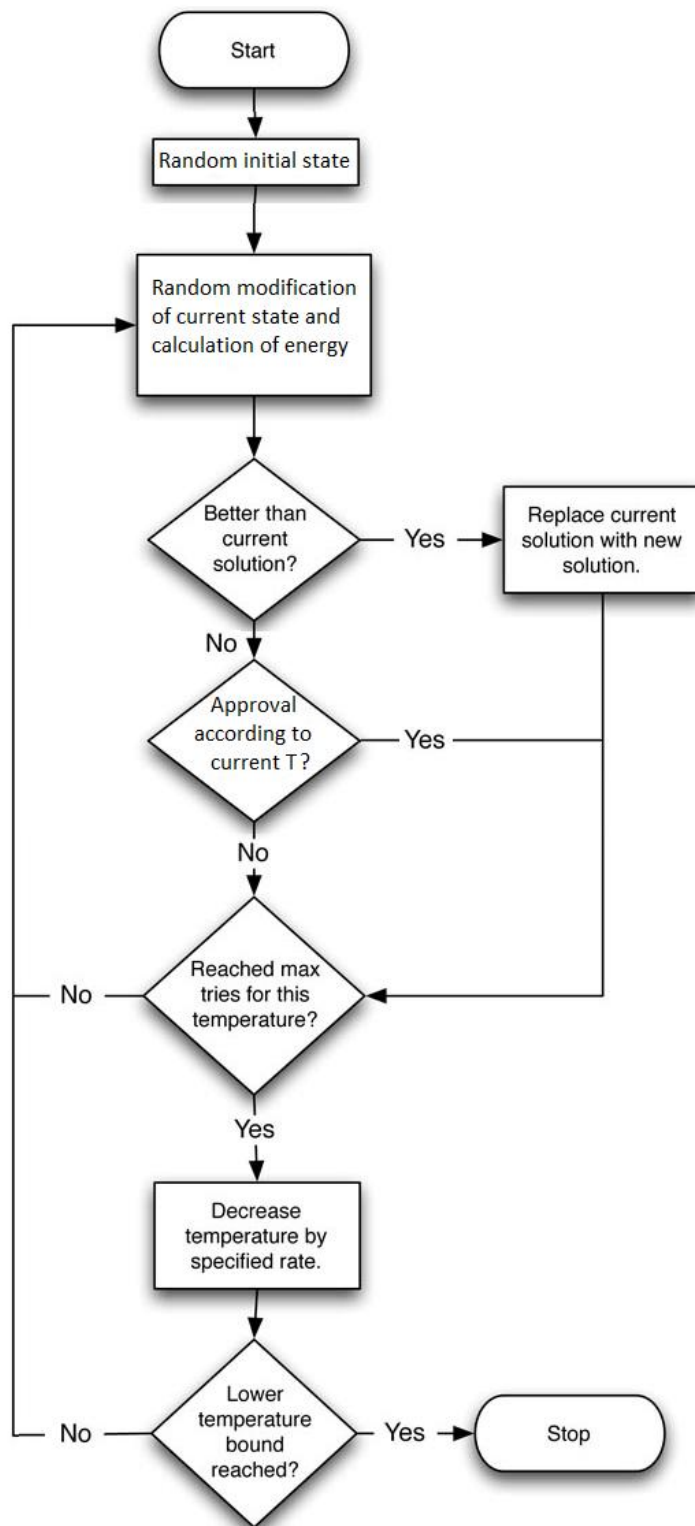 Start
Random initial state
Random modification
of current state and
calculation of energy
Better than
current
solution?
Yes
Replace current
solution with new
solution.
No
Approval
according to
current T?
Yes
No
Reached max
tries for this
temperature?
No
Yes
Decrease
temperature by
specified rate.
Lower
temperature
bound
reached?
No
Yes
Stop